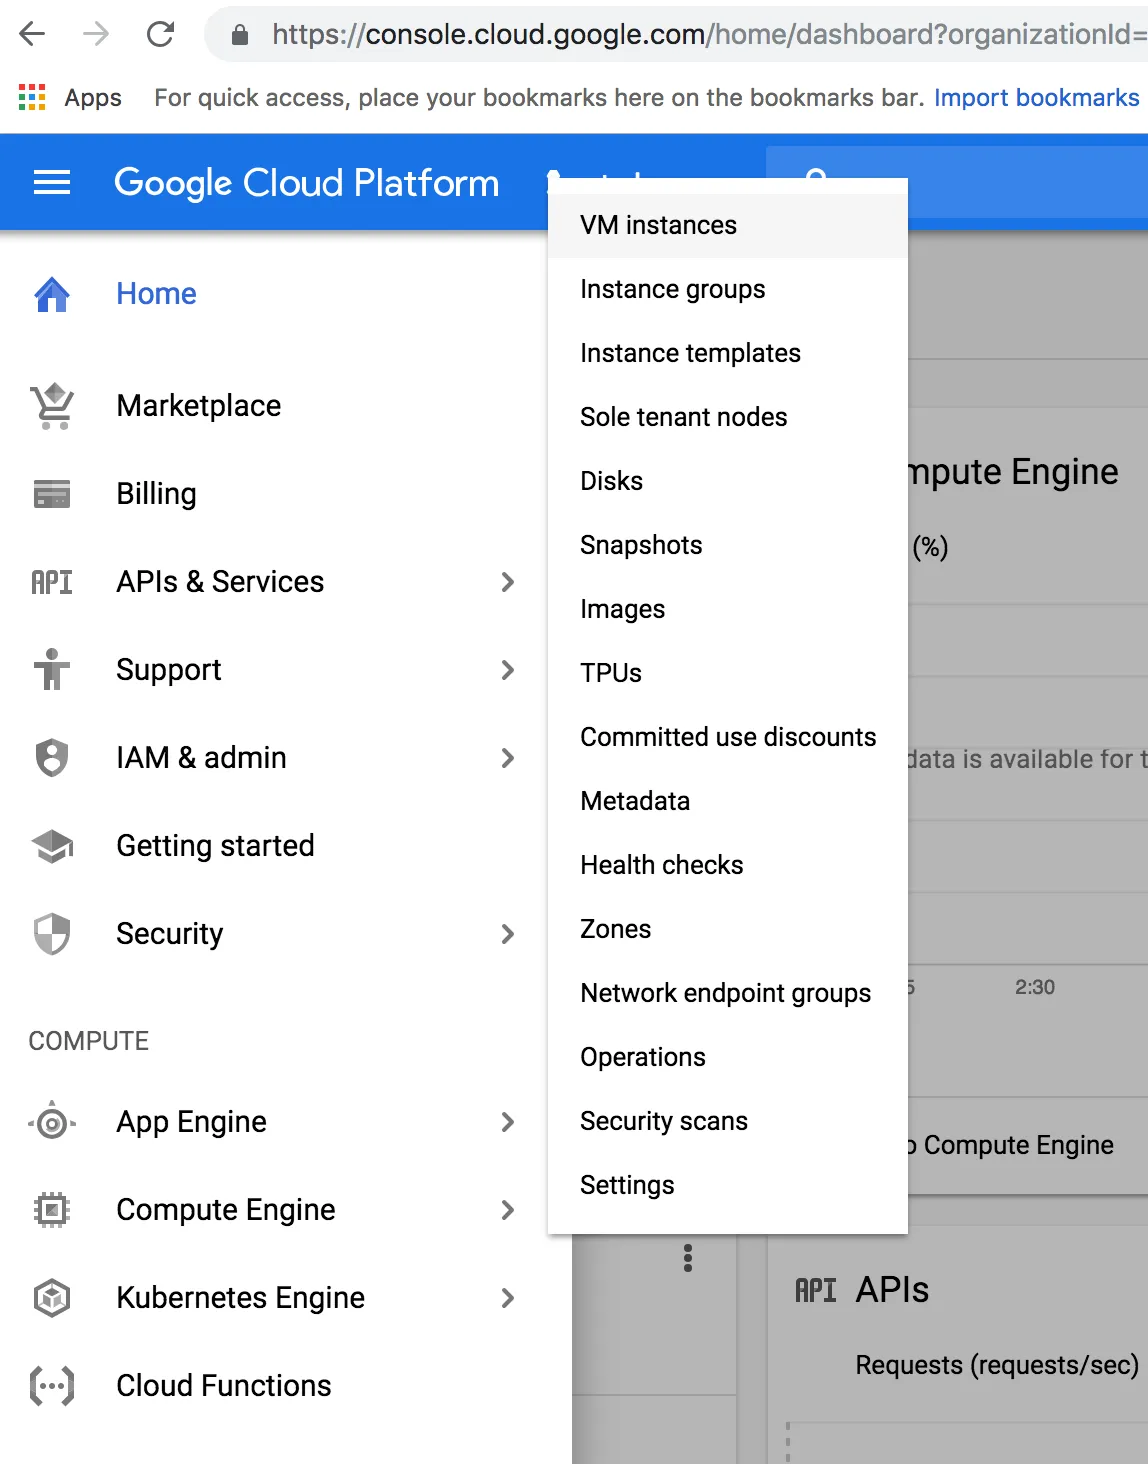 https://console.cloud.google.com/home/dashboard?organizationId=
Apps For quick access, place your bookmarks here on the bookmarks bar. Import bookmarks
Google Cloud Platform
Home
Marketplace
Billing
API APIs & Services
Support
IAM & admin
Getting started
Security
COMPUTE
App Engine
Compute Engine
Kubernetes Engine
Cloud Functions
VM instances
Instance groups
Instance templates
Sole tenant nodes
Disks
Snapshots
Images
TPUs
Committed use discounts
Metadata
Health checks
Zones
Network endpoint groups
Operations
Security scans
Settings
mpute Engine
(%)
data is available for t
5 2:30
o Compute Engine
API APIs
Requests (requests/sec)